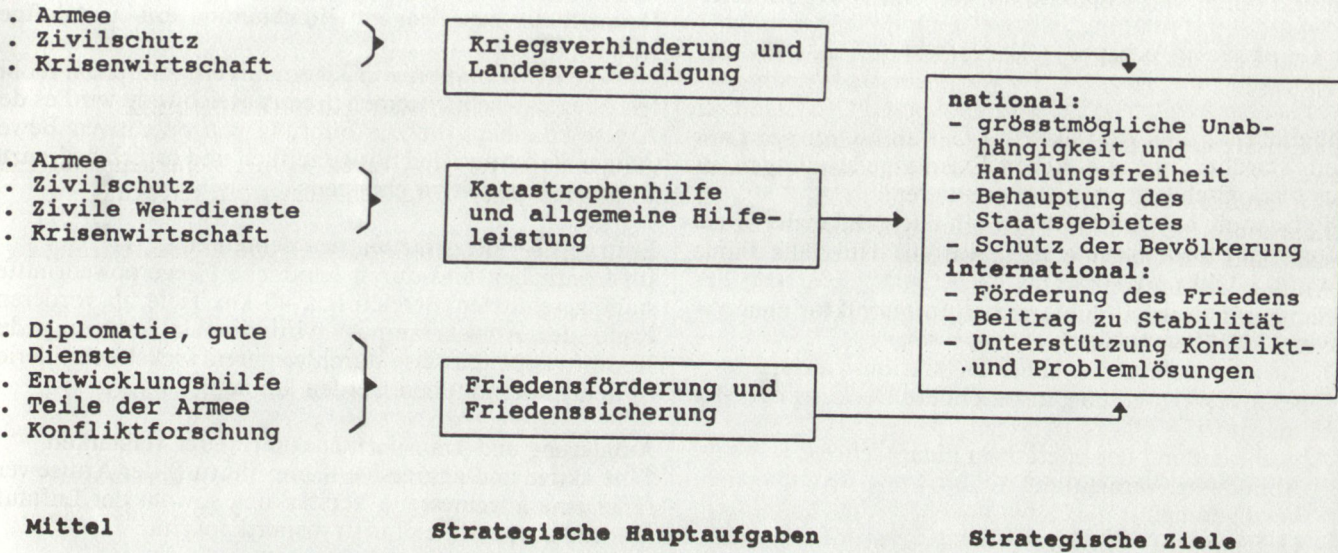 Armee
. Zivilschutz
Krisenwirtschaft
Kriegsverhinderung und
Landesverteidigung
Armee
. Zivilschutz
. Zivile Wehrdienste
. Krisenwirtschaft
Katastrophenhilfe
und allgemeine Hilfe-
leistung
. Diplomatie, gute
. Dienste
. Entwicklungshilfe
. Teile der Armee
. Konfliktforschung
Friedensförderung und
Friedenssicherung
national:
- grösstmögliche Unab-
hängigkeit und
Handlungsfreiheit
- Behauptung des
Staatsgebietes
- Schutz der Bevölkerung
international:
- Förderung des Friedens
- Beitrag zu Stabilität
- Unterstützung Konflikt-
und Problemlösungen
Mittel
Strategische Hauptaufgaben
Strategische Ziele